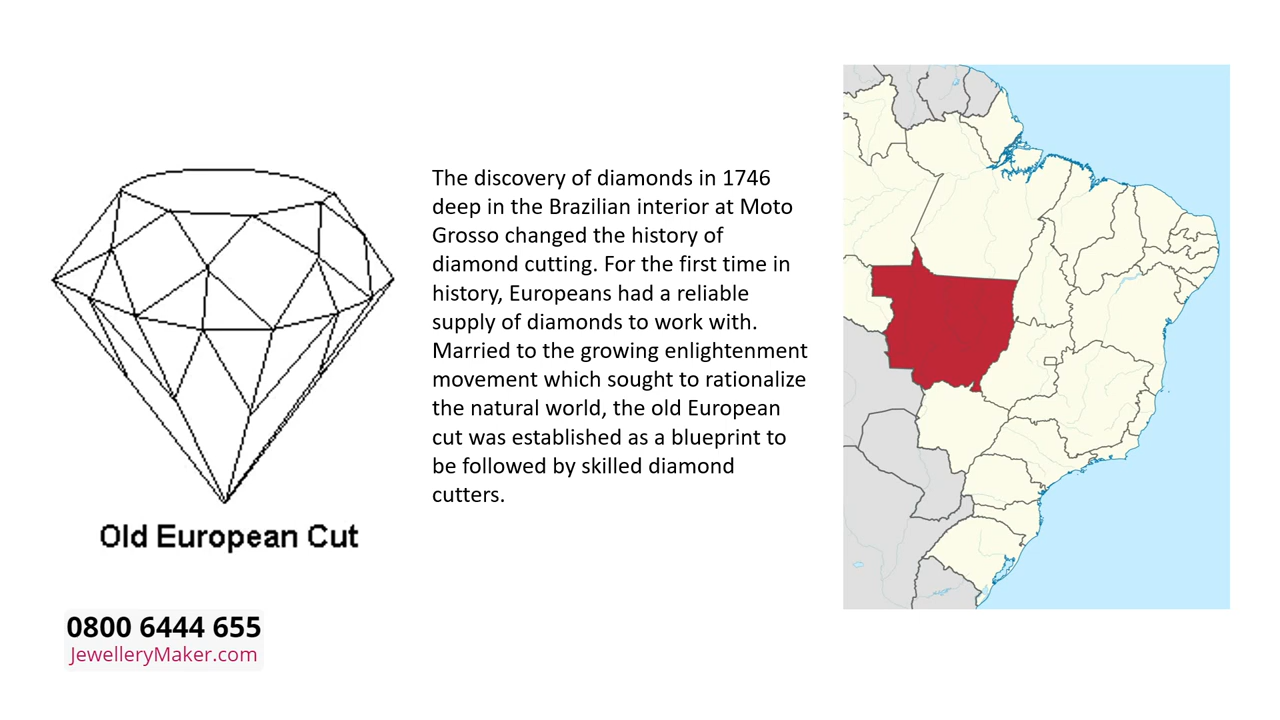 The discovery of diamonds in 1746
deep in the Brazilian interior at Moto
Grosso changed the history of
diamond cutting. For the first time in
history, Europeans had a reliable
supply of diamonds to work with.
Married to the growing enlightenment
movement which sought to rationalize
the natural world, the old European
cut was established as a blueprint to
be followed by skilled diamond
cutters.
Old European Cut
0800 6444 655
JewelleryMaker.com